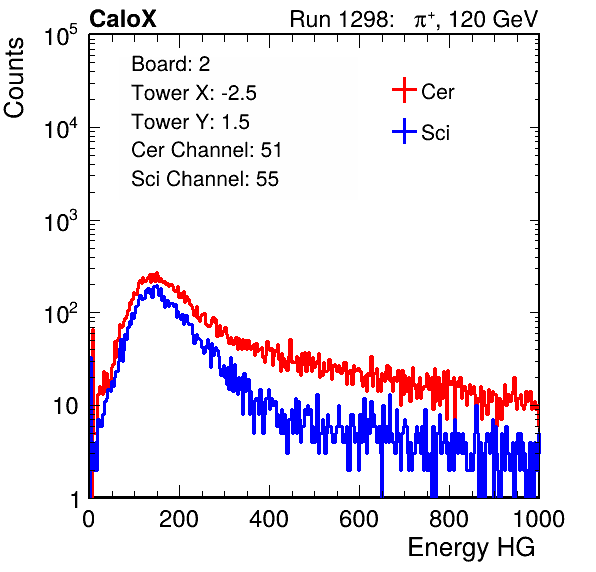 CaloX Run 1298: π⁺, 120 GeV
Counts
10⁵
10⁴
10³
10²
10
1
Board: 2
Tower X: -2.5
Tower Y: 1.5
Cer Channel: 51
Sci Channel: 55
Cer
Sci
0 200 400 600 800 1000
Energy HG